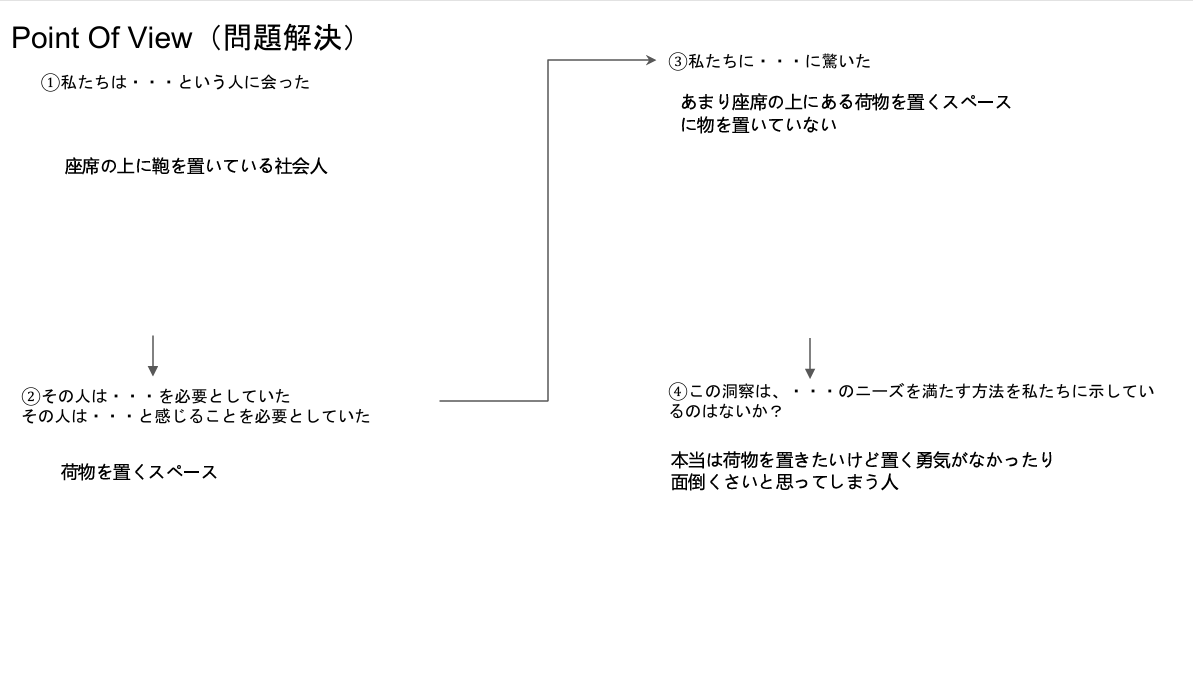 Point Of View（問題解決）
①私たちは・・・という人に会った
座席の上に鞄を置いている社会人
②その人は・・・を必要としていた
その人は・・・と感じることを必要としていた
荷物を置くスペース
③私たちに・・・に驚いた
あまり座席の上にある荷物を置くスペース
に物を置いていない
④この洞察は、・・・のニーズを満たす方法を私たちに示してい
るのはないか？
本当は荷物を置きたいけど置く勇気がなかったり
面倒くさいと思ってしまう人